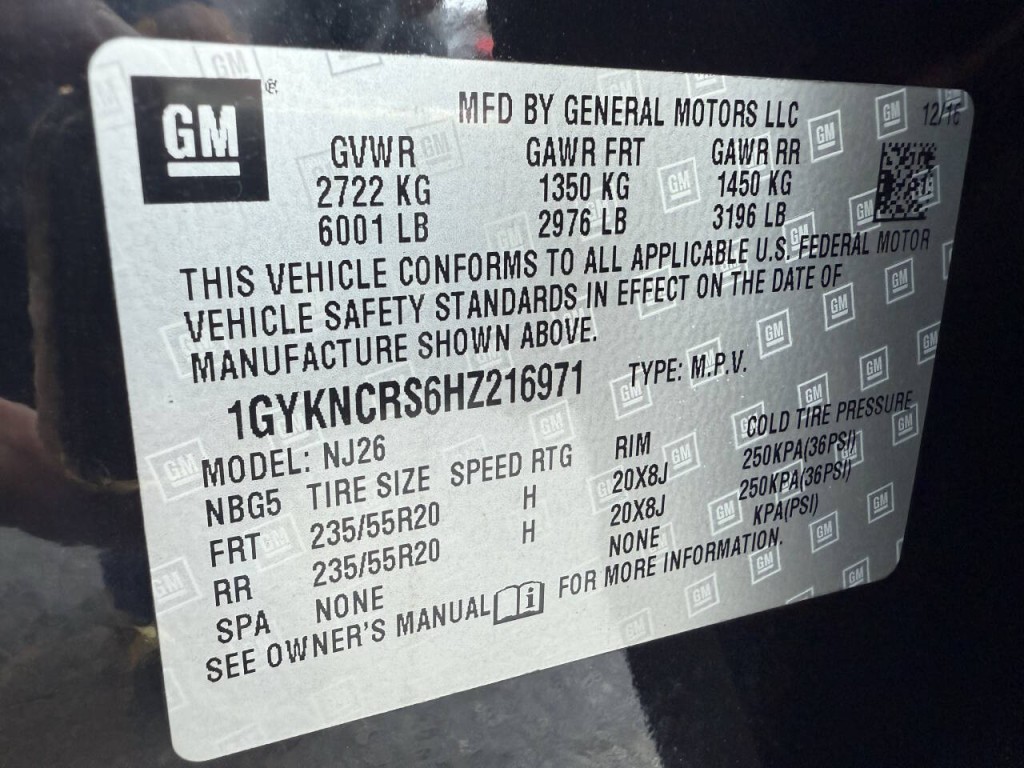 GM
MFD BY GENERAL MOTORS LLC 12/16
GVWR GAWR FRT GAWR RR
2722 KG 1350 KG 1450 KG
6001 LB 2976 LB 3196 LB
THIS VEHICLE CONFORMS TO ALL APPLICABLE U.S. FEDERAL MOTOR
VEHICLE SAFETY STANDARDS IN EFFECT ON THE DATE OF
MANUFACTURE SHOWN ABOVE.
1GYKNCRS6HZ216971 TYPE: M.P.V.
MODEL: NJ26
NBG5 TIRE SIZE SPEED RTG RIM COLD TIRE PRESSURE
FRT 235/55R20 H 20X8J 250KPA(36PSI)
RR 235/55R20 H 20X8J 250KPA(36PSI)
SPA NONE NONE KPA(PSI)
SEE OWNER'S MANUAL FOR MORE INFORMATION.